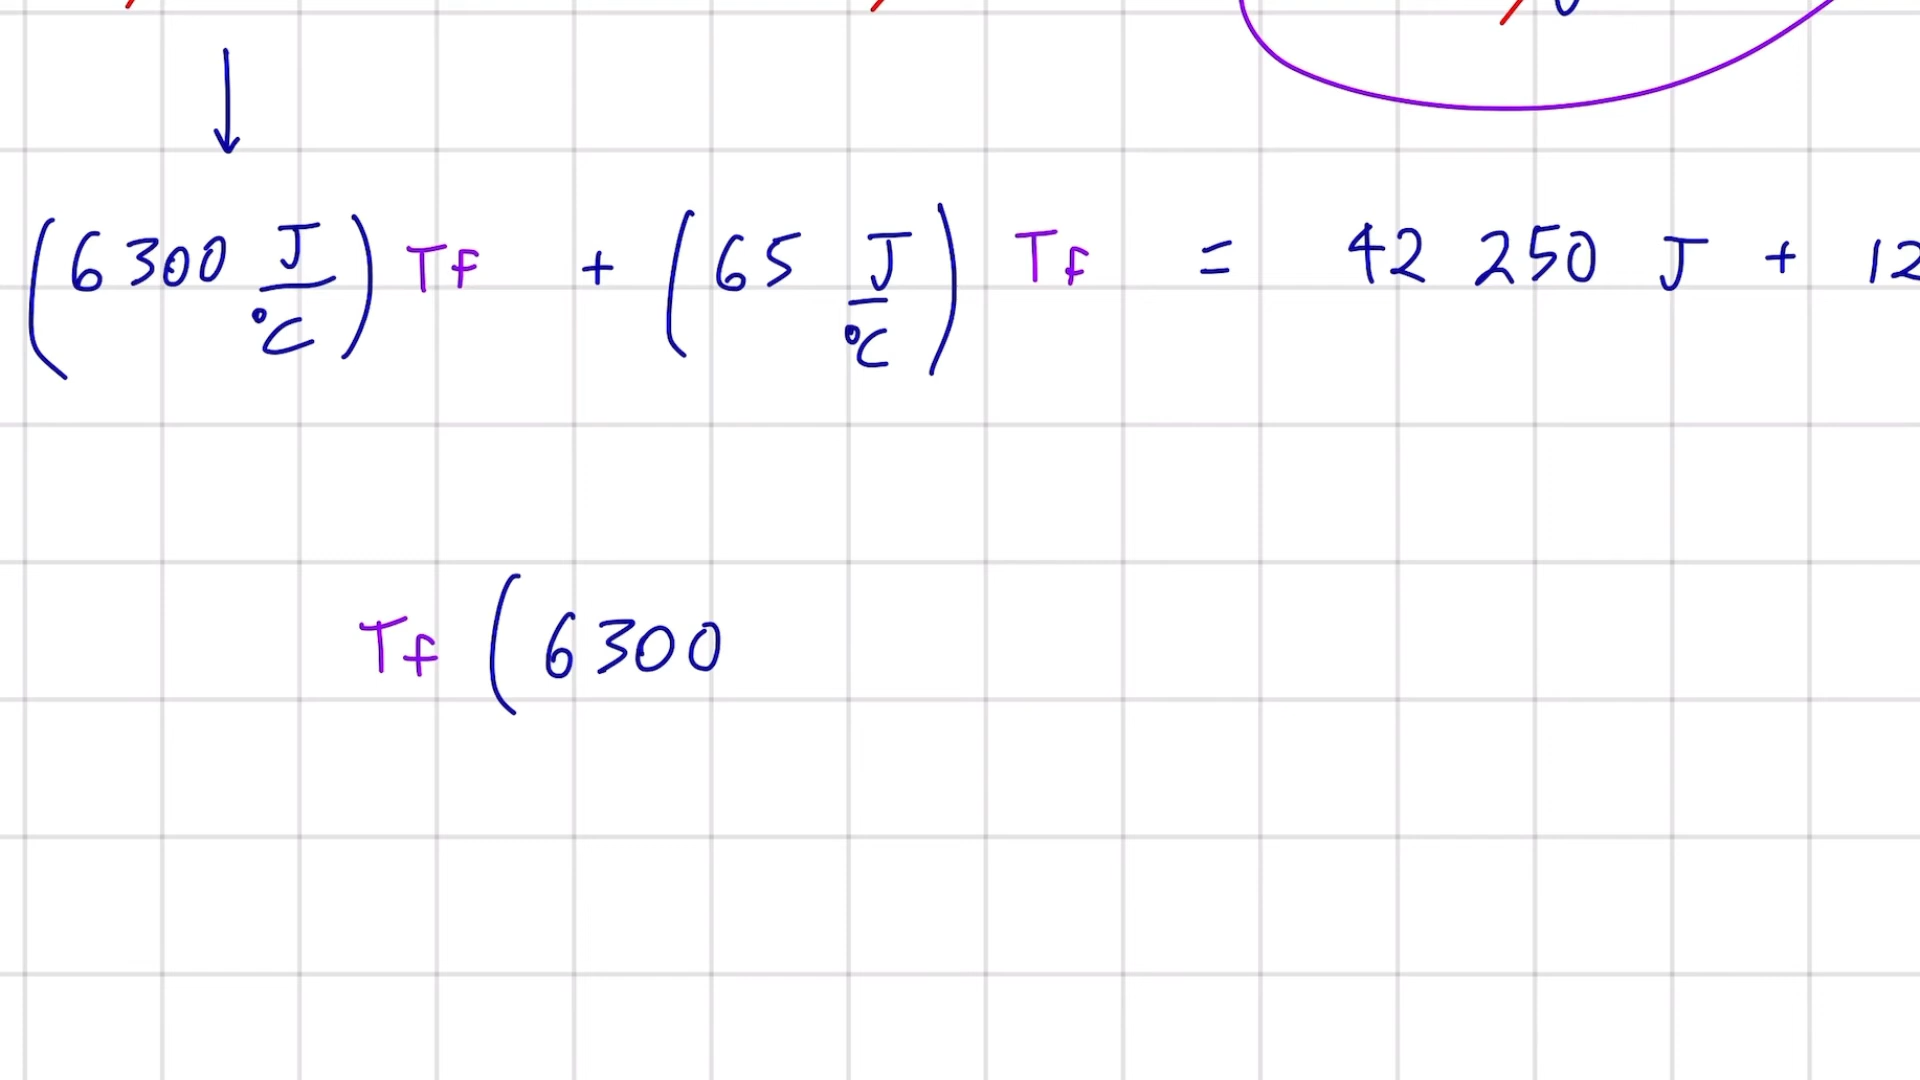 (6300 J/°C) Tf + (65 J/°C) Tf = 42 250 J + 12
Tf (6300